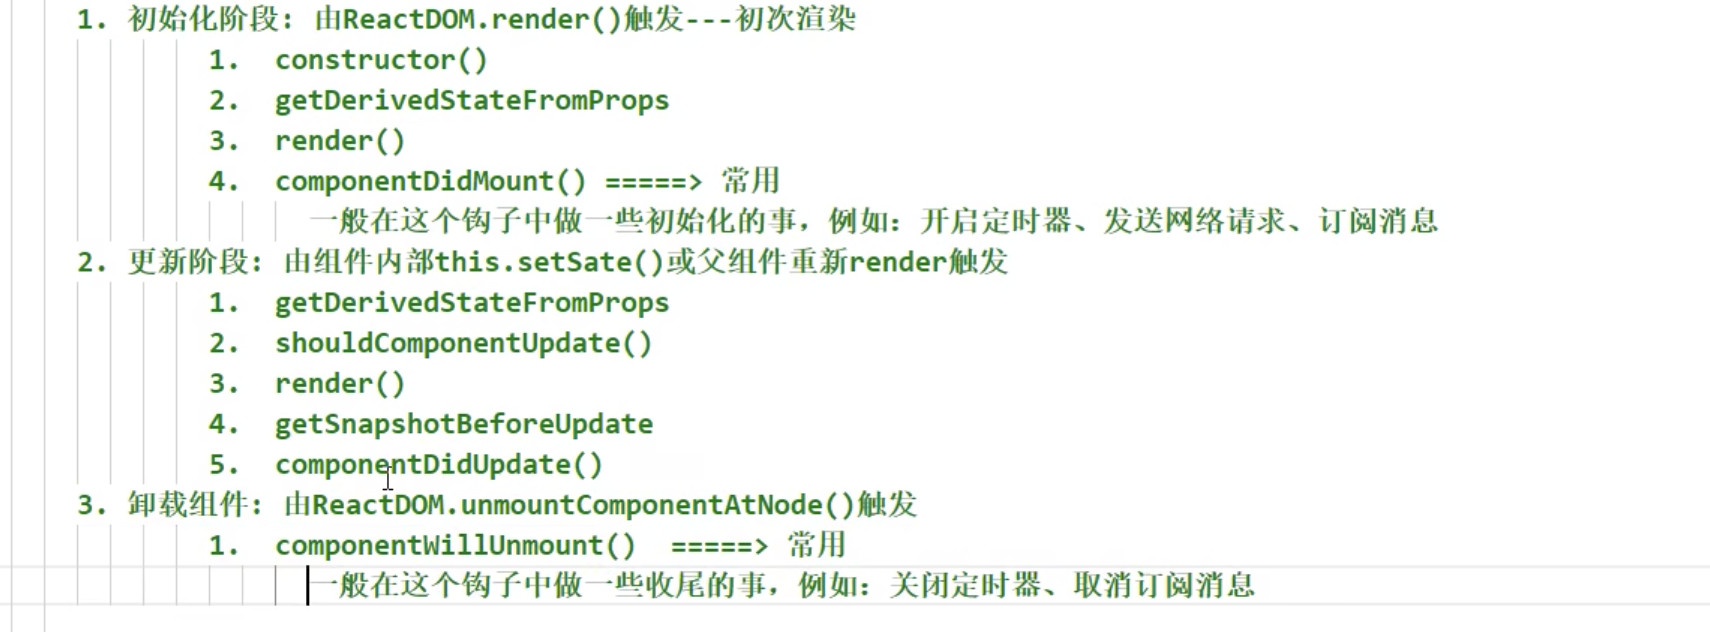 1. 初始化阶段：由ReactDOM.render()触发---初次渲染
1. constructor()
2. getDerivedStateFromProps
3. render()
4. componentDidMount() =====> 常用
一般在这个钩子中做一些初始化的事，例如：开启定时器、发送网络请求、订阅消息
2. 更新阶段：由组件内部this.setSate()或父组件重新render触发
1. getDerivedStateFromProps
2. shouldComponentUpdate()
3. render()
4. getSnapshotBeforeUpdate
5. componentDidUpdate()
3. 卸载组件：由ReactDOM.unmountComponentAtNode()触发
1. componentWillUnmount() =====> 常用
一般在这个钩子中做一些收尾的事，例如：关闭定时器、取消订阅消息